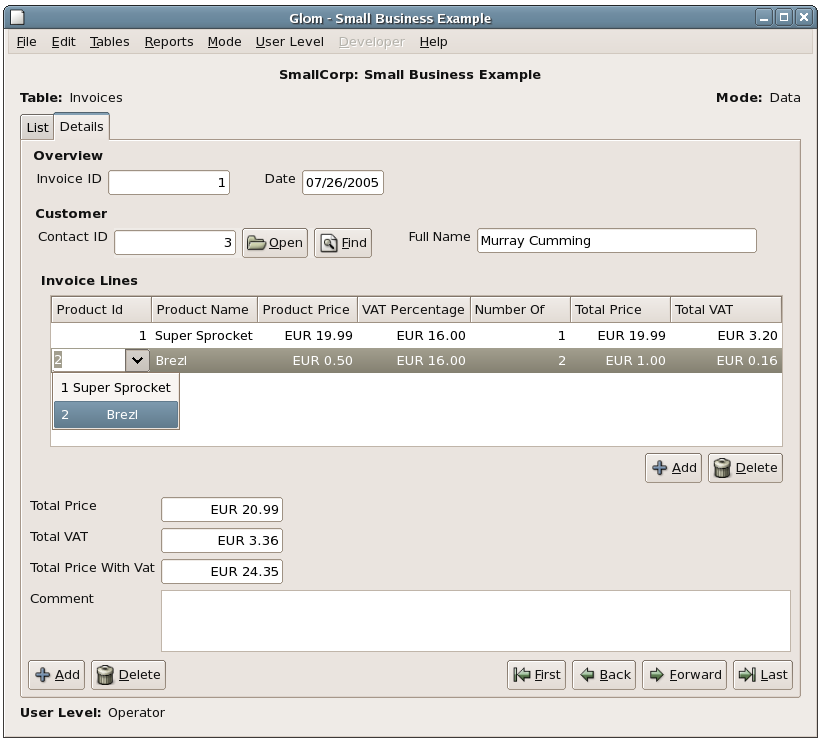 Glom - Small Business Example
File Edit Tables Reports Mode User Level Developer Help
SmallCorp: Small Business Example
Table: Invoices Mode: Data
List Details
Overview
Invoice ID 1 Date 07/26/2005
Customer
Contact ID 3 Open Find Full Name Murray Cumming
Invoice Lines
Product Id Product Name Product Price VAT Percentage Number Of Total Price Total VAT
1 Super Sprocket EUR 19.99 EUR 16.00 1 EUR 19.99 EUR 3.20
2 Brezl EUR 0.50 EUR 16.00 2 EUR 1.00 EUR 0.16
1 Super Sprocket
2 Brezl
Add Delete
Total Price EUR 20.99
Total VAT EUR 3.36
Total Price With Vat EUR 24.35
Comment
Add Delete First Back Forward Last
User Level: Operator